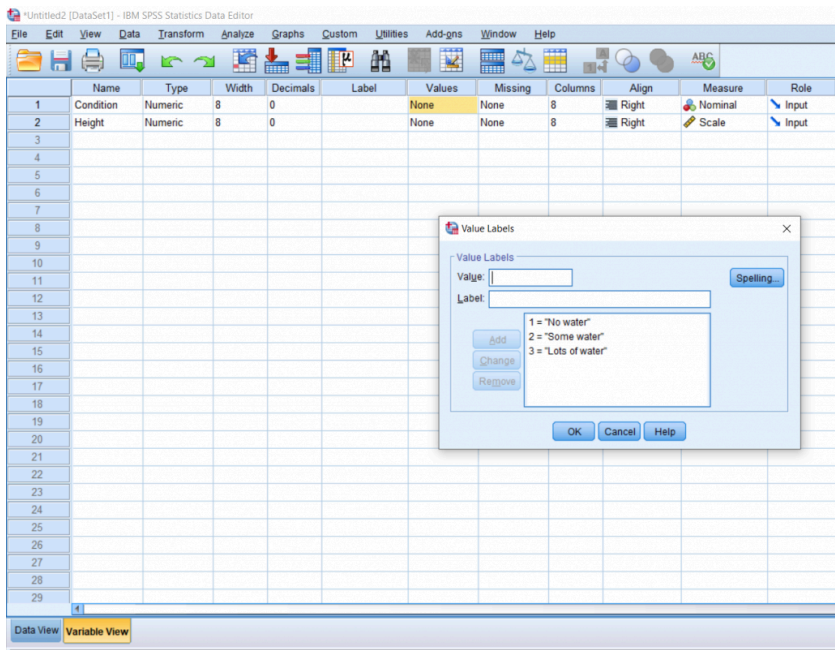 *Untitled2 [DataSet1] - IBM SPSS Statistics Data Editor
File Edit View Data Transform Analyze Graphs Custom Utilities Add-ons Window Help
ABC
Name Type Width Decimals Label Values Missing Columns Align Measure Role
1 Condition Numeric 8 0 None None 8 Right Nominal Input
2 Height Numeric 8 0 None None 8 Right Scale Input
3
4
5
6
7
8
9
10
11
12
13
14
15
16
17
18
19
20
21
22
23
24
25
26
27
28
29
Value Labels
Value Labels
Value:
Spelling...
Label:
1 = "No water"
Add
2 = "Some water"
3 = "Lots of water"
Change
Remove
OK Cancel Help
Data View Variable View